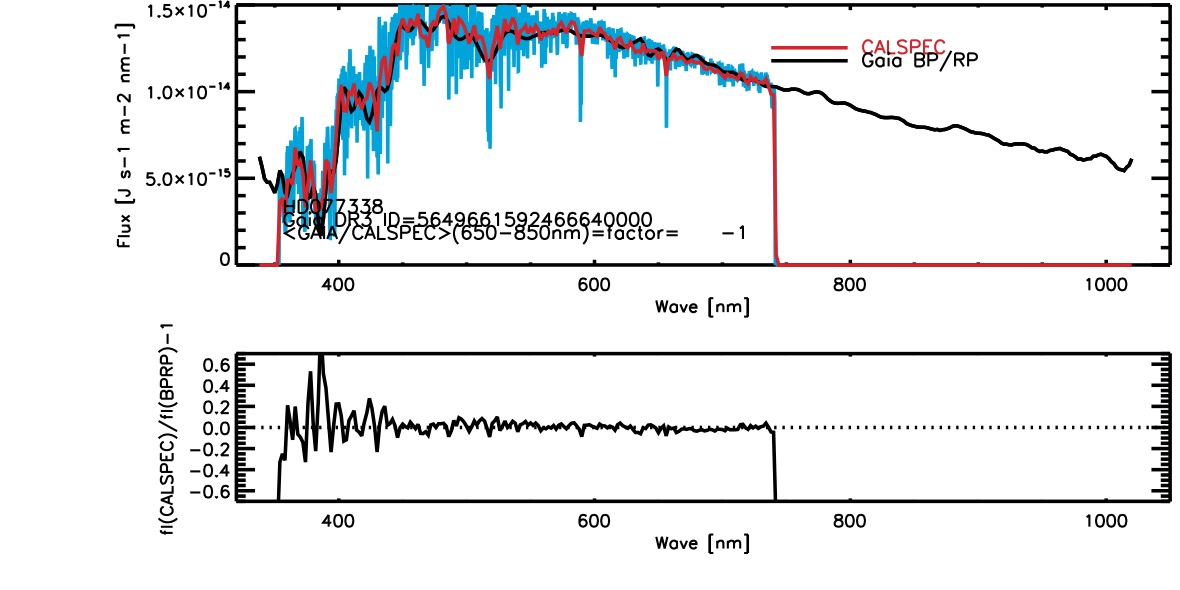 1.5×10−14
1.0×10−14
5.0×10−15
0
Flux [J s−1 m−2 nm−1]
CALSPEC
Gaia BP/RP
HD077338
Gaia DR3 ID=5649661592466640000
<GAIA/CALSPEC>(650−850nm)=factor= −1
400 600 800 1000
Wave [nm]
fl(CALSPEC)/fl(BPRP)−1
0.6
0.4
0.2
0.0
−0.2
−0.4
−0.6
400 600 800 1000
Wave [nm]